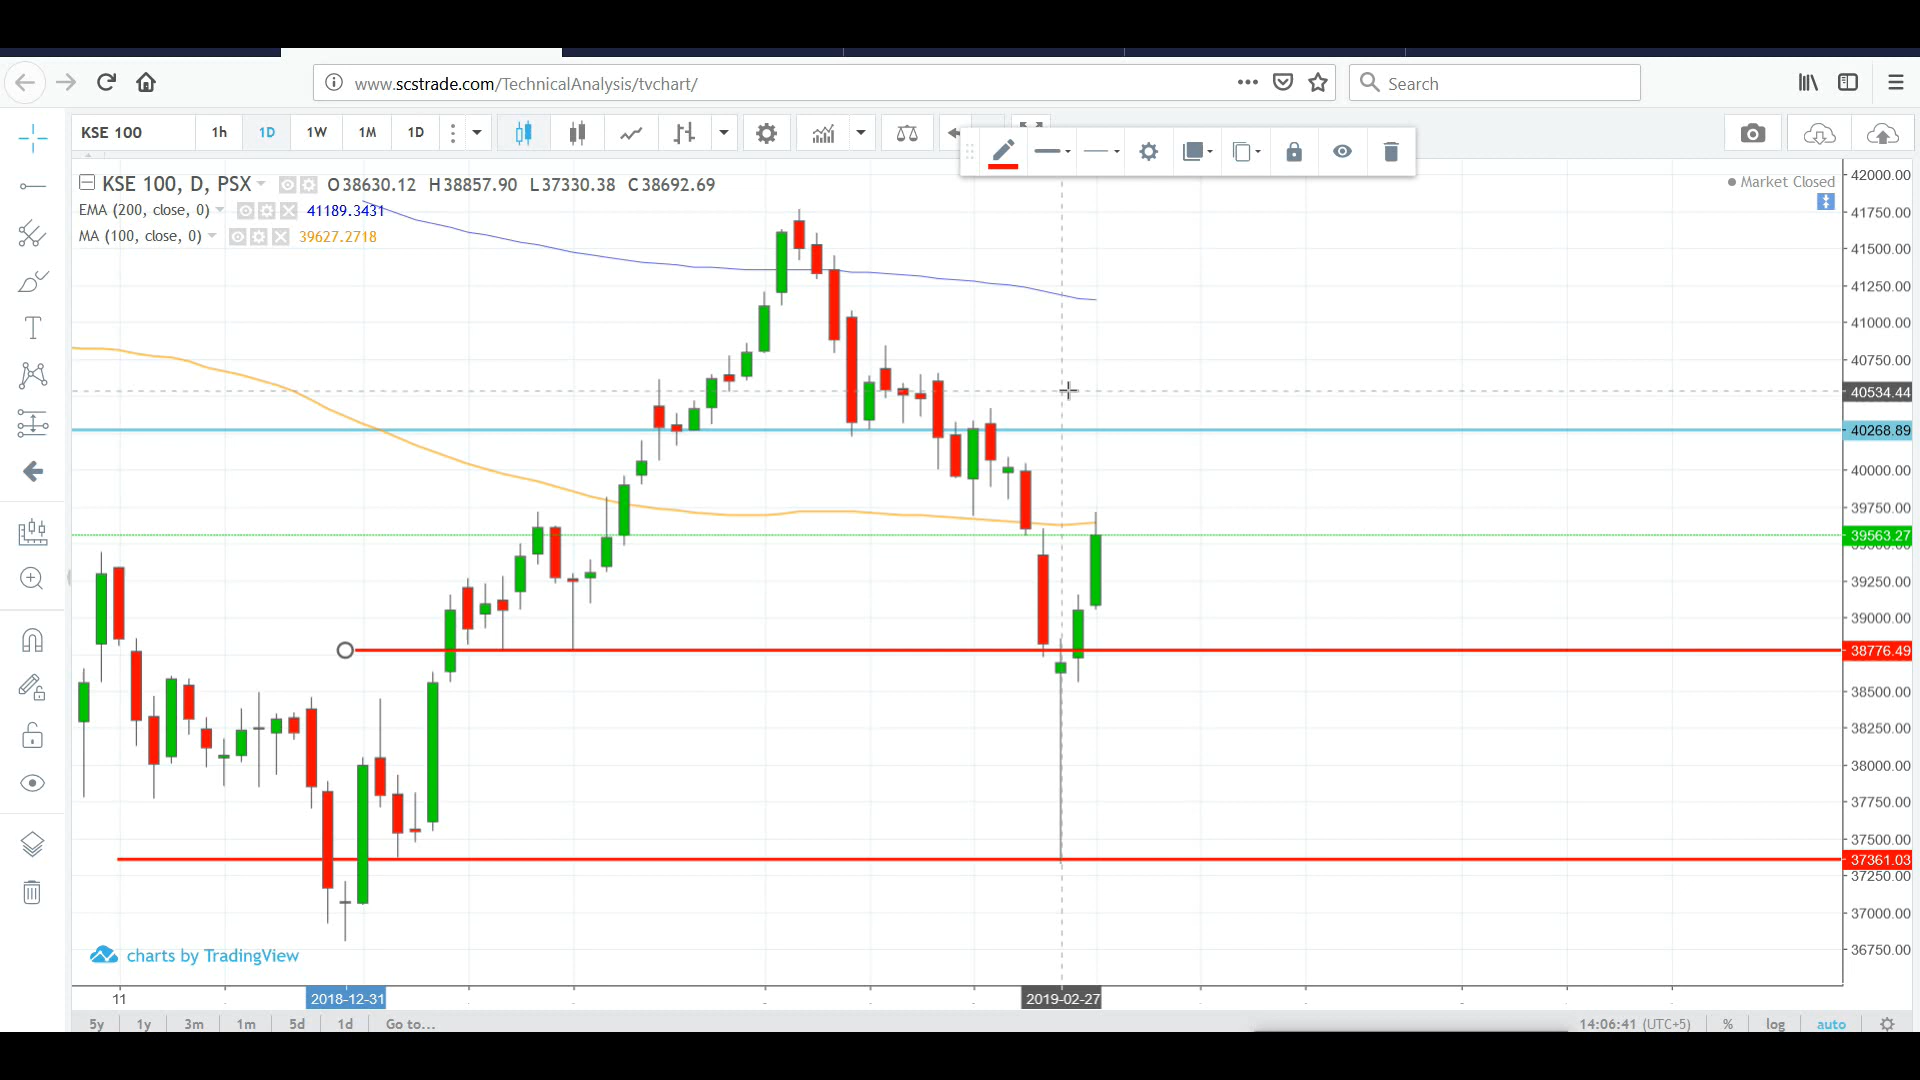 www.scstrade.com/TechnicalAnalysis/tvchart/
Search
KSE 100
1h
1D
1W
1M
1D
KSE 100, D, PSX
O38630.12 H38857.90 L37330.38 C38692.69
Market Closed
EMA (200, close, 0)
41189.3431
MA (100, close, 0)
39627.2718
42000.00
41750.00
41500.00
41250.00
41000.00
40750.00
40534.44
40268.89
40000.00
39750.00
39563.27
39250.00
39000.00
38776.49
38500.00
38250.00
38000.00
37750.00
37500.00
37361.03
37250.00
37000.00
36750.00
charts by TradingView
11
2018-12-31
2019-02-27
5y
1y
3m
1m
5d
1d
Go to...
14:06:41 (UTC+5)
%
log
auto